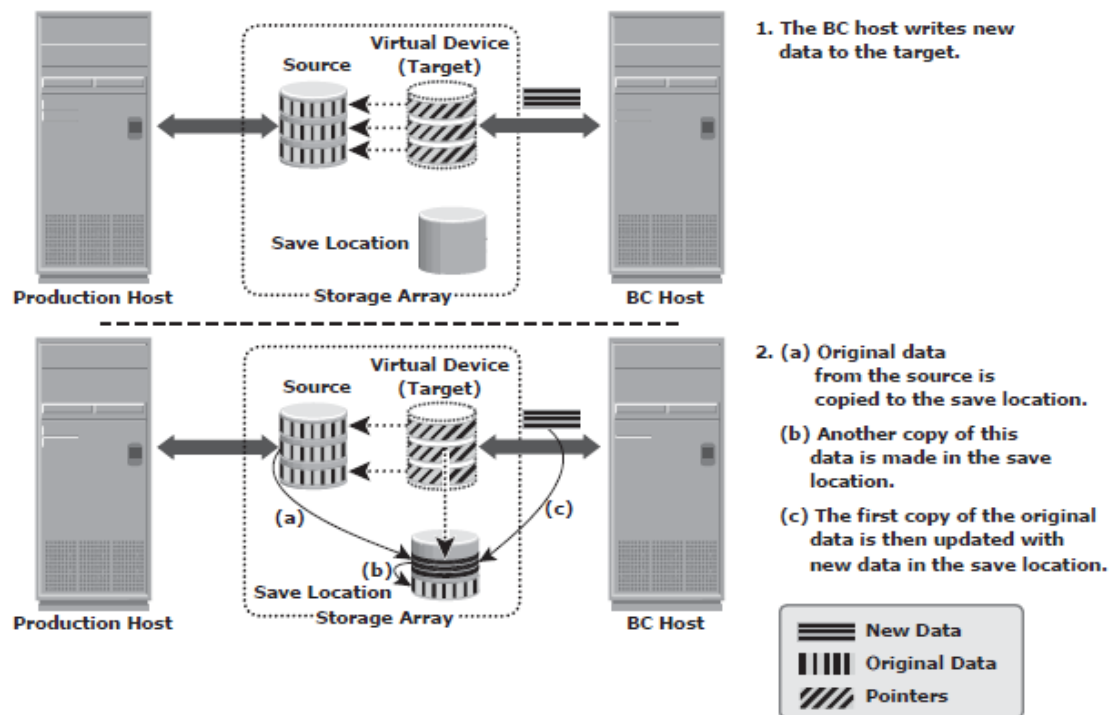 Virtual Device
(Target)
Source
Save Location
Production Host
Storage Array
BC Host
1. The BC host writes new
data to the target.
Virtual Device
(Target)
Source
(a)
(c)
(b)
Save Location
Production Host
Storage Array
BC Host
2. (a) Original data
from the source is
copied to the save location.
(b) Another copy of this
data is made in the save
location.
(c) The first copy of the original
data is then updated with
new data in the save location.
New Data
Original Data
Pointers